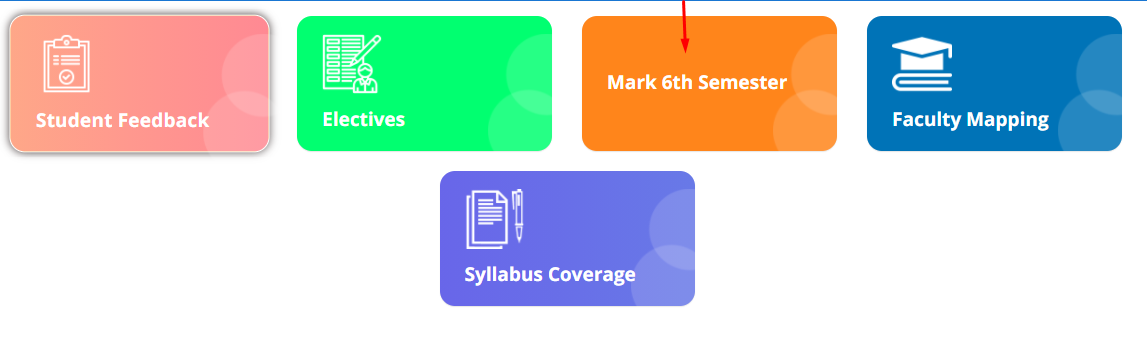 Student Feedback
Electives
Mark 6th Semester
Faculty Mapping
Syllabus Coverage